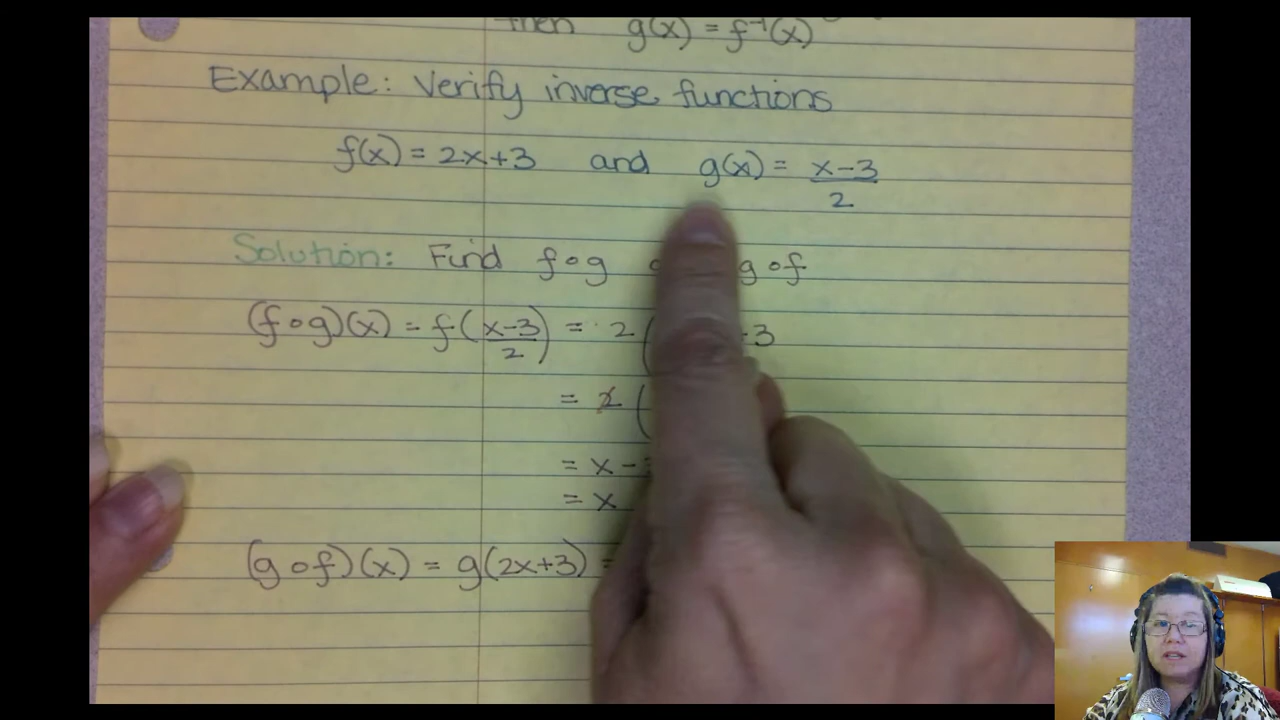 then g(x) = f⁻¹(x)
Example: Verify inverse functions
f(x) = 2x+3 and g(x) = (x-3)/2
Solution: Find f∘g g∘f
(f∘g)(x) = f((x-3)/2) = 2( 3
= 2(
= x -
= x
(g∘f)(x) = g(2x+3) =